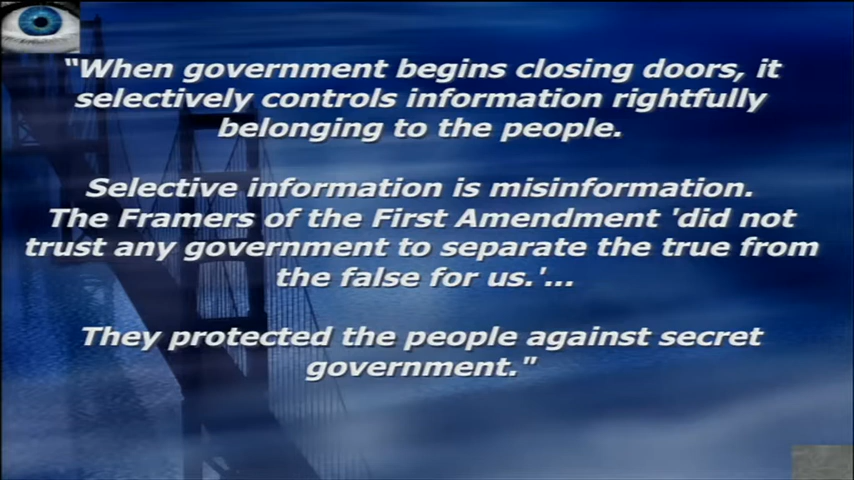 “When government begins closing doors, it
selectively controls information rightfully
belonging to the people.
Selective information is misinformation.
The Framers of the First Amendment 'did not
trust any government to separate the true from
the false for us.'...
They protected the people against secret
government."